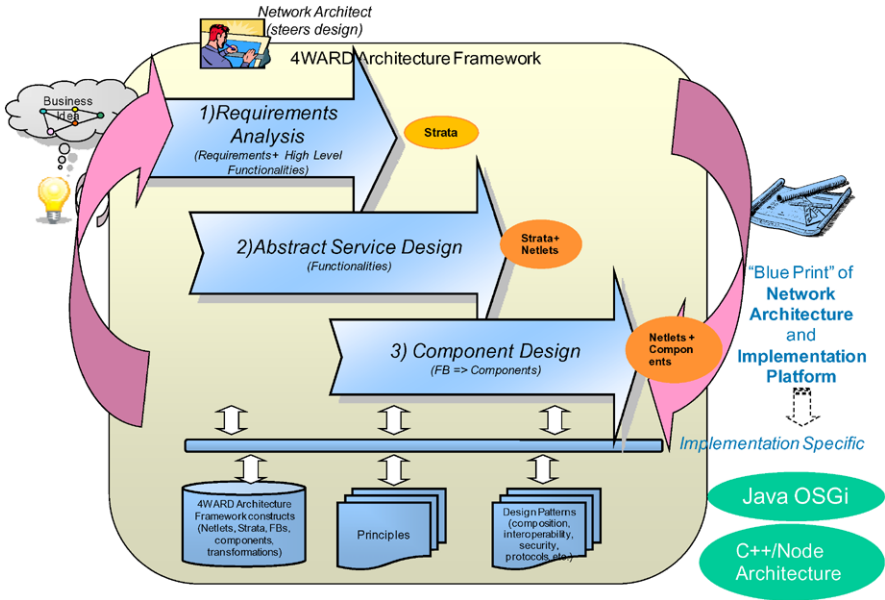 Network Architect
(steers design)
4WARD Architecture Framework
Business
Idea
1)Requirements
Analysis
(Requirements+ High Level
Functionalities)
Strata
2)Abstract Service Design
(Functionalities)
Strata+
Netlets
"Blue Print" of
Network
Architecture
and
Implementation
Platform
3) Component Design
(FB => Components)
Netlets +
Compon
ents
Implementation Specific
4WARD Architecture
Framework constructs
(Netlets, Strata, FBs,
components,
transformations)
Principles
Design Patterns
(composition,
interoperability,
security,
protocols, etc.)
Java OSGi
C++/Node
Architecture